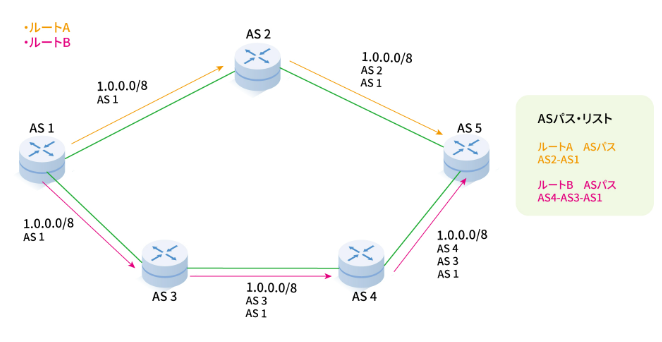 ・ルートA
・ルートB
AS 2
1.0.0.0/8
AS 1
1.0.0.0/8
AS 2
AS 1
AS 1
AS 5
1.0.0.0/8
AS 1
AS 3
1.0.0.0/8
AS 3
AS 1
AS 4
1.0.0.0/8
AS 4
AS 3
AS 1
ASパス・リスト
ルートA　ASパス
AS2-AS1
ルートB　ASパス
AS4-AS3-AS1